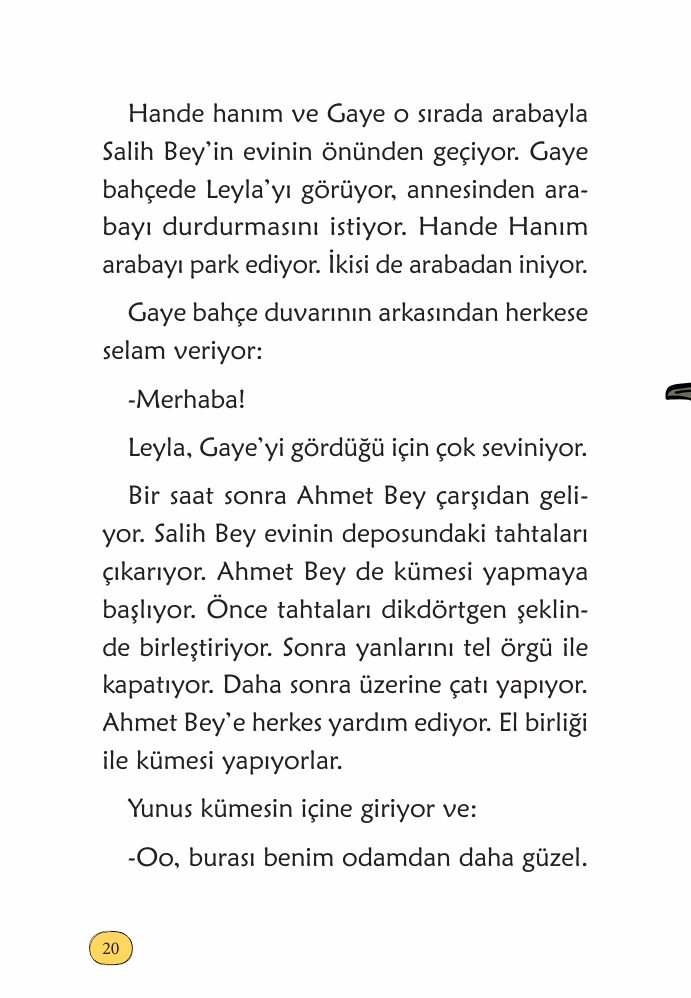 Hande hanım ve Gaye o sırada arabayla
Salih Bey’in evinin önünden geçiyor. Gaye
bahçede Leyla’yı görüyor, annesinden ara-
bayı durdurmasını istiyor. Hande Hanım
arabayı park ediyor. İkisi de arabadan iniyor.
Gaye bahçe duvarının arkasından herkese
selam veriyor:
-Merhaba!
Leyla, Gaye’yi gördüğü için çok seviniyor.
Bir saat sonra Ahmet Bey çarşıdan geli-
yor. Salih Bey evinin deposundaki tahtaları
çıkarıyor. Ahmet Bey de kümesi yapmaya
başlıyor. Önce tahtaları dikdörtgen şeklin-
de birleştiriyor. Sonra yanlarını tel örgü ile
kapatıyor. Daha sonra üzerine çatı yapıyor.
Ahmet Bey’e herkes yardım ediyor. El birliği
ile kümesi yapıyorlar.
Yunus kümesin içine giriyor ve:
-Oo, burası benim odamdan daha güzel.
20